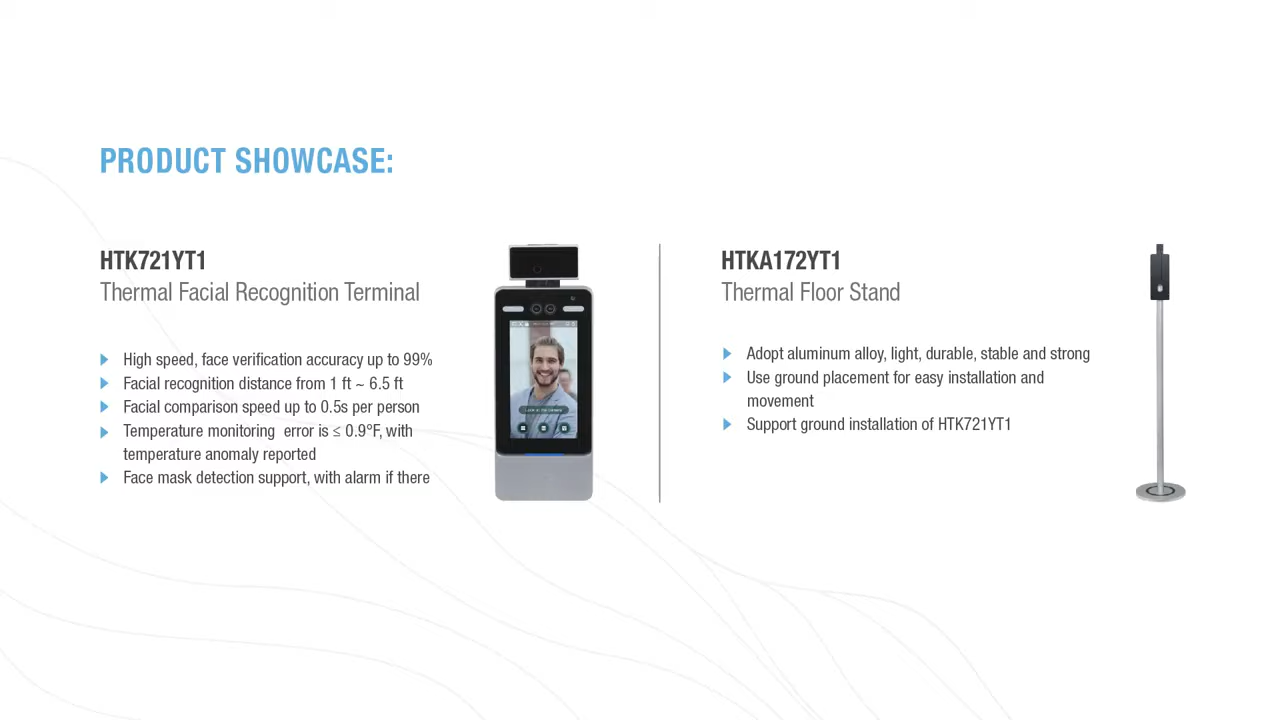 PRODUCT SHOWCASE:
HTK721YT1
Thermal Facial Recognition Terminal
High speed, face verification accuracy up to 99%
Facial recognition distance from 1 ft ~ 6.5 ft
Facial comparison speed up to 0.5s per person
Temperature monitoring  error is ≤ 0.9°F, with
temperature anomaly reported
Face mask detection support, with alarm if there
HTKA172YT1
Thermal Floor Stand
Adopt aluminum alloy, light, durable, stable and strong
Use ground placement for easy installation and
movement
Support ground installation of HTK721YT1